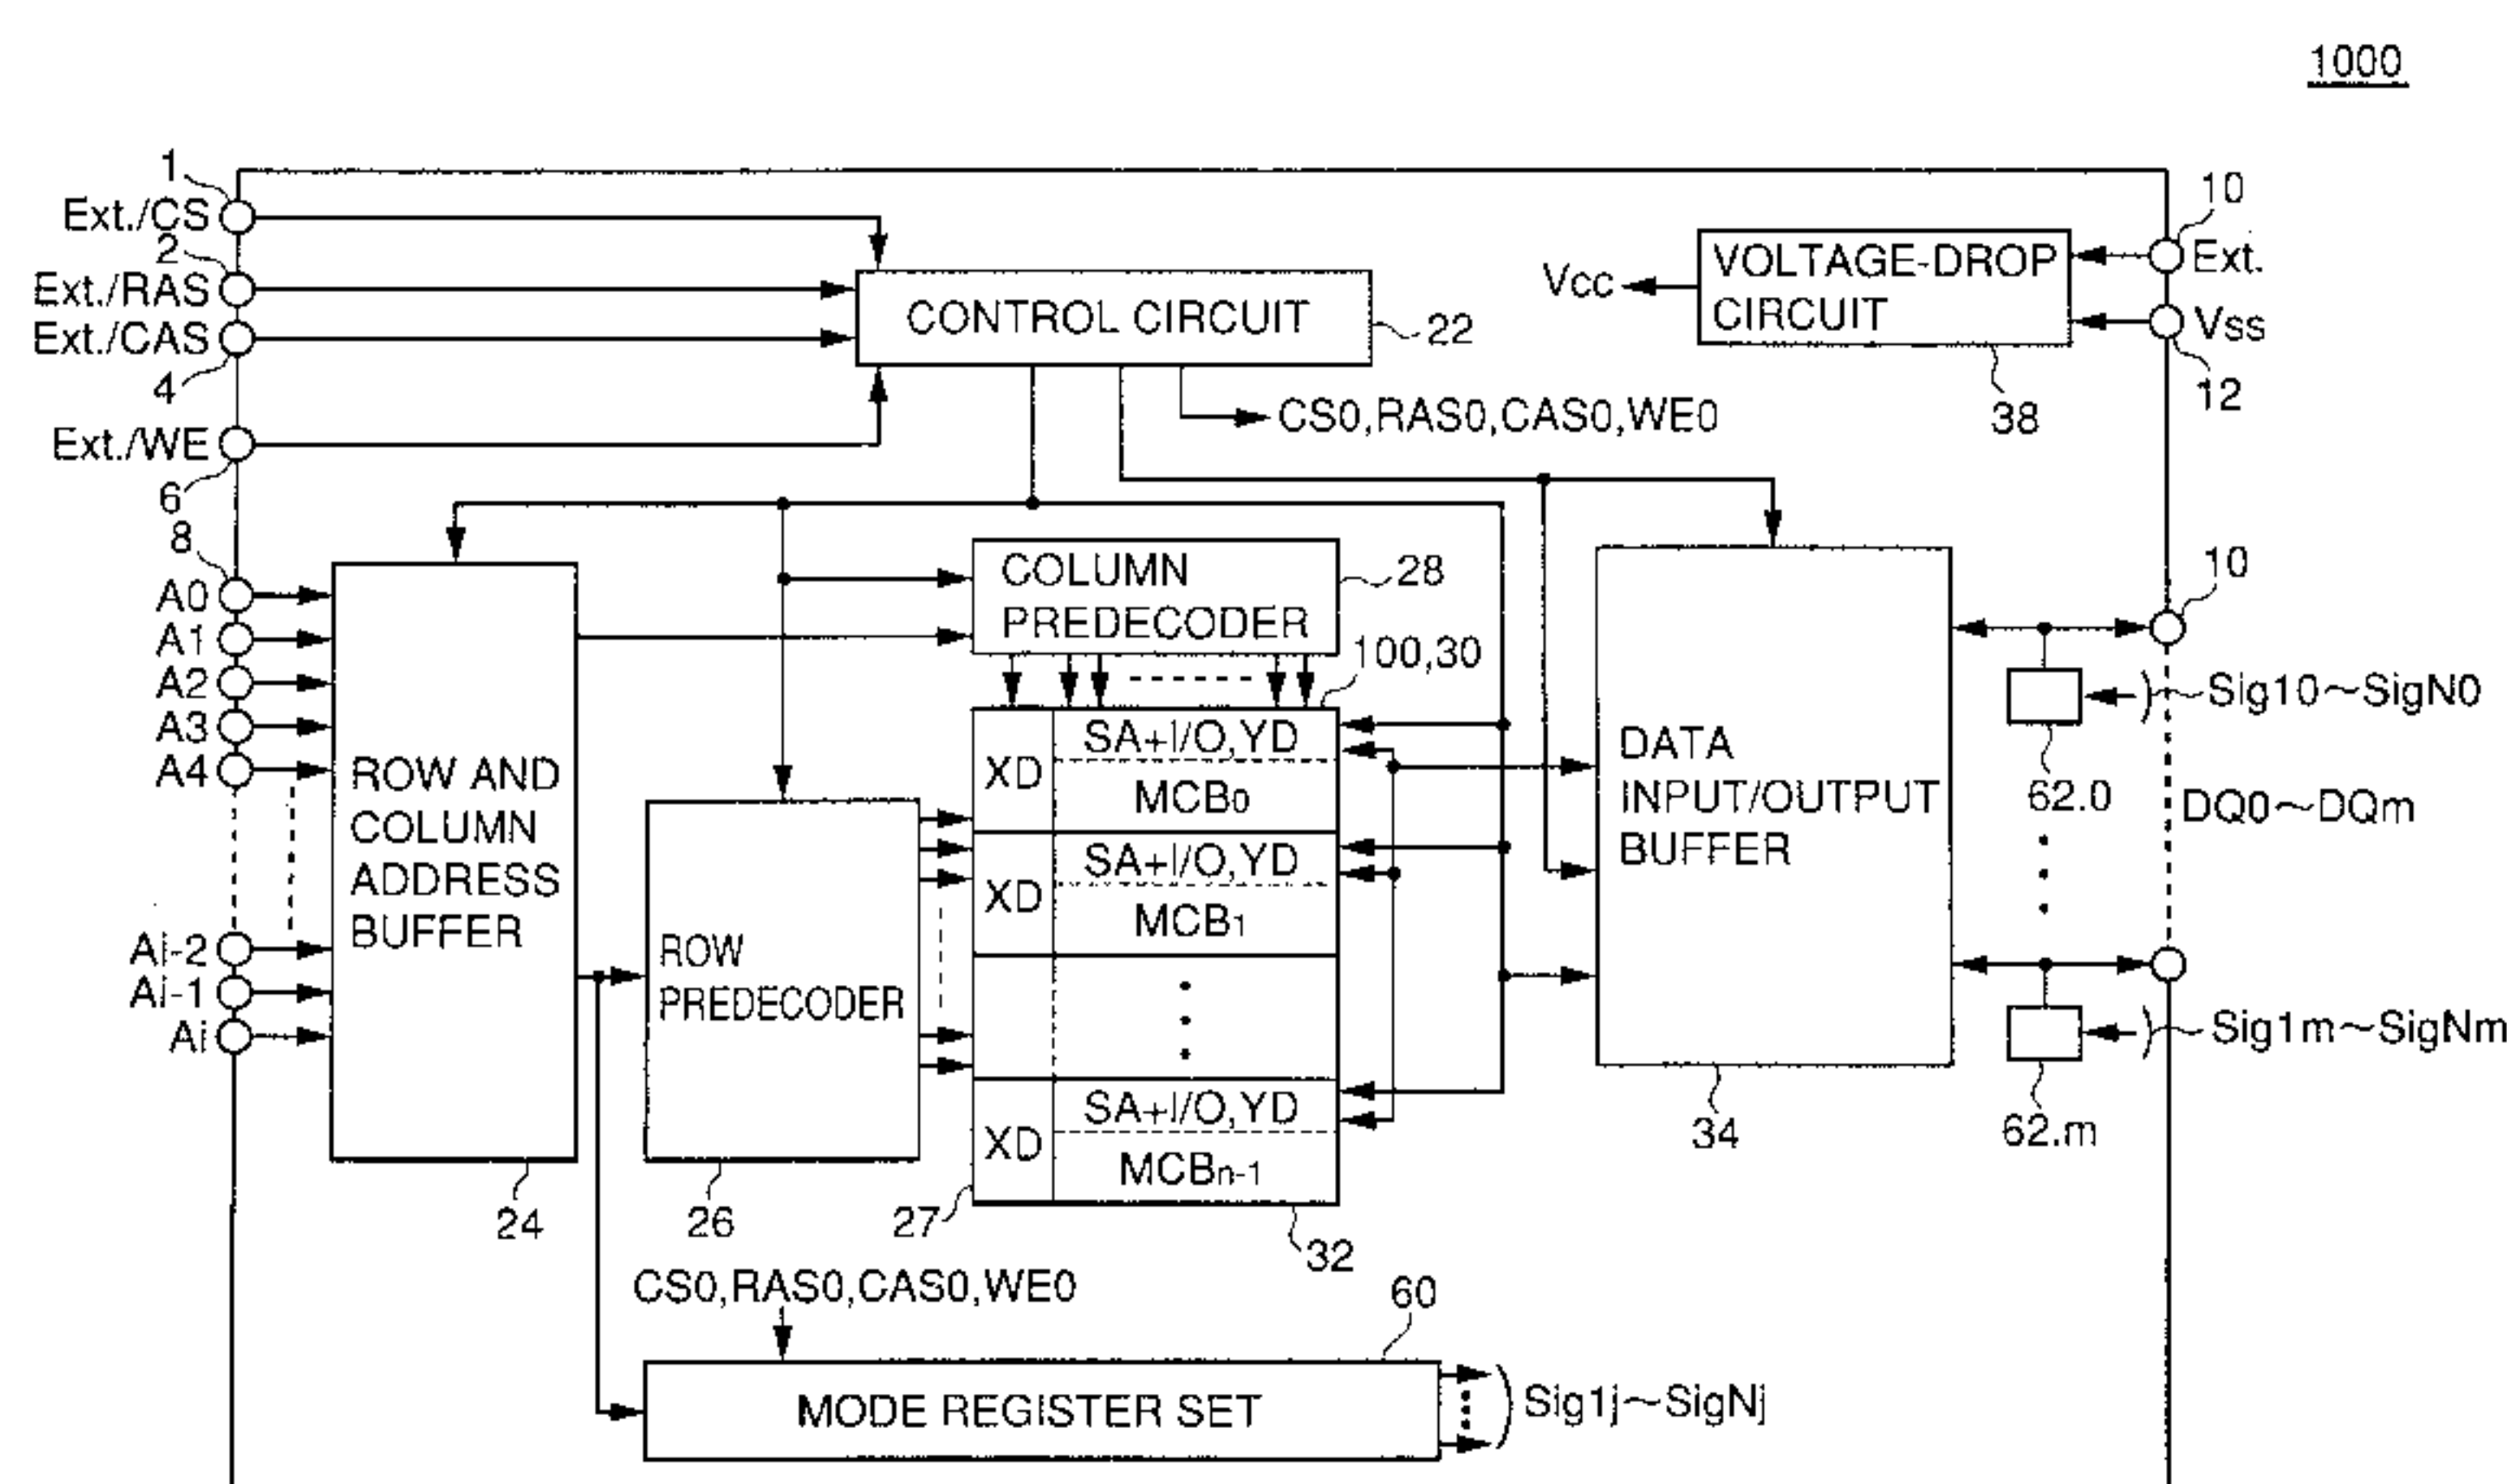 1000
1
Ext./CS
2
Ext./RAS
Ext./CAS
4
Ext./WE
6
8
CONTROL CIRCUIT
22
CS0,RAS0,CAS0,WE0
Vcc
VOLTAGE-DROP
CIRCUIT
38
10
Ext.
Vss
12
A0
A1
A2
A3
A4
Ai-2
Ai-1
Ai
ROW AND
COLUMN
ADDRESS
BUFFER
24
COLUMN
PREDECODER
28
100,30
ROW
PREDECODER
26
XD
SA+I/O,YD
MCB0
XD
SA+I/O,YD
MCB1
XD
SA+I/O,YD
MCBn-1
27
32
DATA
INPUT/OUTPUT
BUFFER
34
10
Sig10~SigN0
62.0
DQ0~DQm
Sig1m~SigNm
62.m
CS0,RAS0,CAS0,WE0
60
MODE REGISTER SET
Sig1j~SigNj